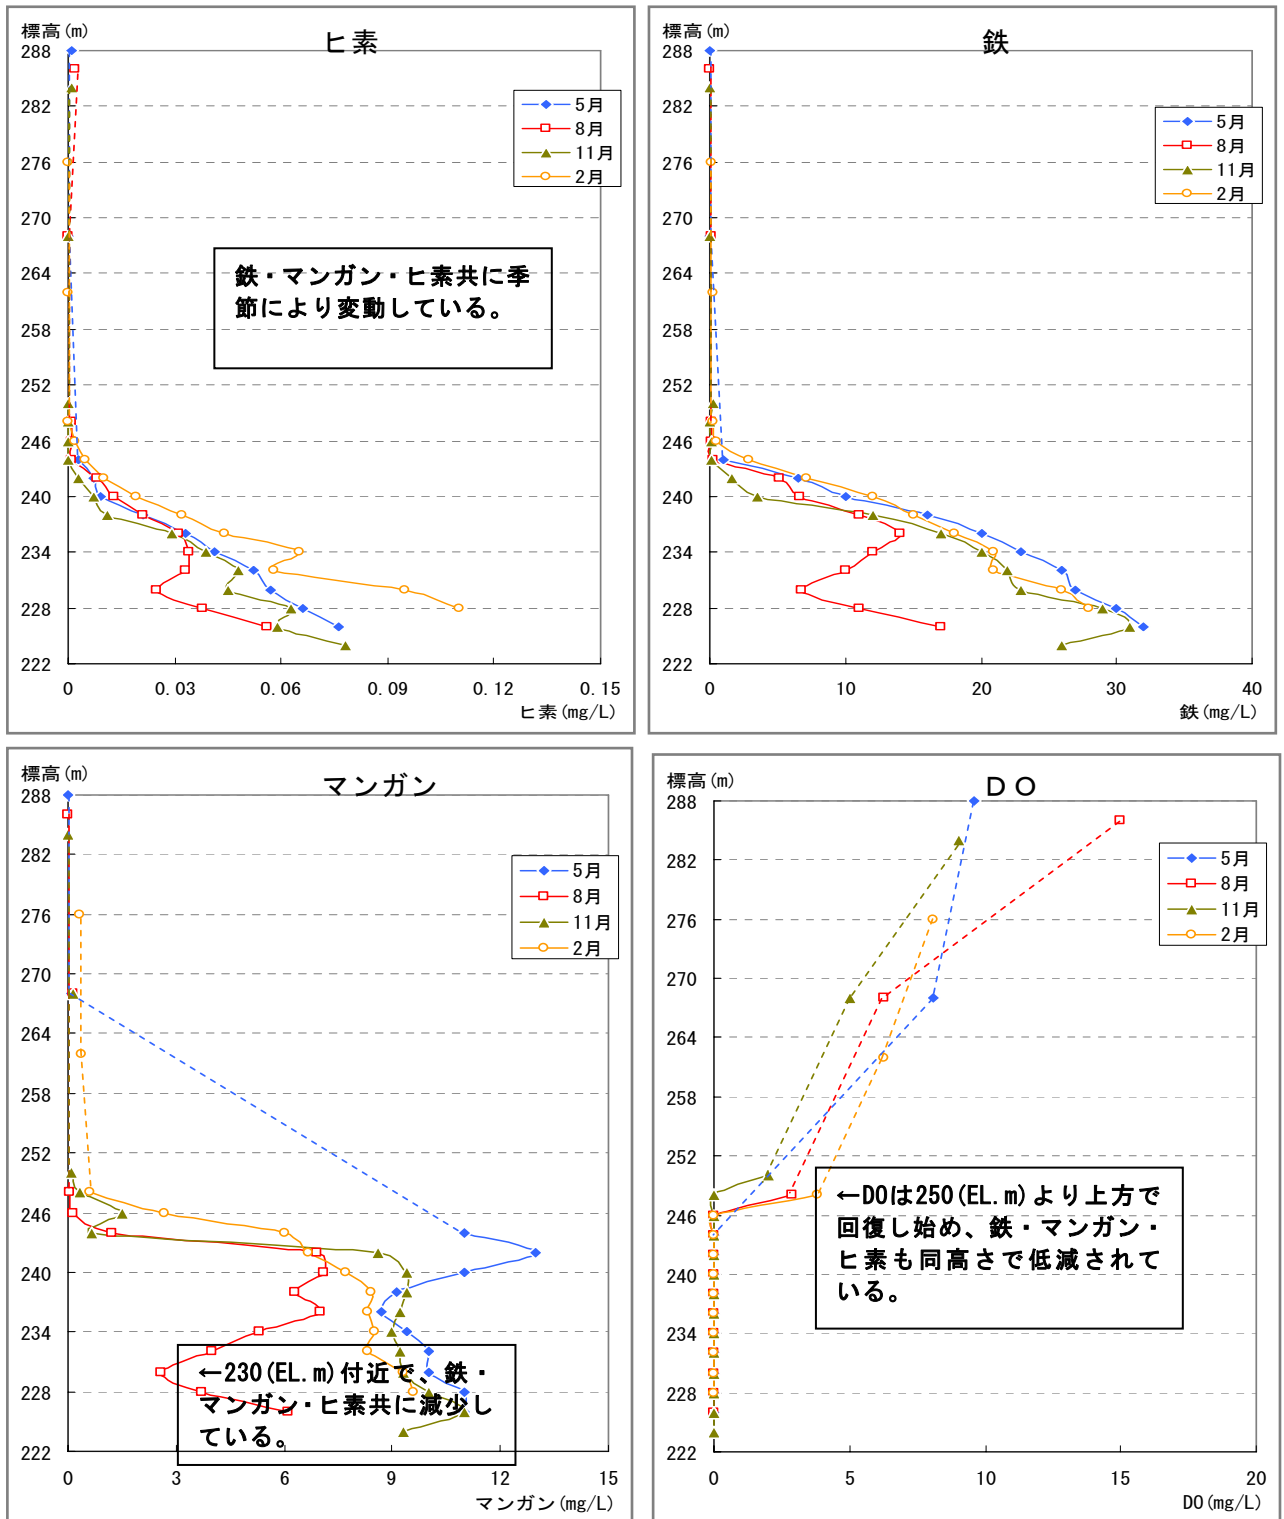 標高(m)
ヒ素
288
282
276
270
264
258
252
246
240
234
228
222
5月
8月
11月
2月
鉄・マンガン・ヒ素共に季
節により変動している。
0 0.03 0.06 0.09 0.12 0.15
ヒ素(mg/L)
標高(m)
鉄
288
282
276
270
264
258
252
246
240
234
228
222
5月
8月
11月
2月
0 10 20 30 40
鉄(mg/L)
標高(m)
マンガン
288
282
276
270
264
258
252
246
240
234
228
222
5月
8月
11月
2月
←230(EL.m)付近で、鉄・
マンガン・ヒ素共に減少し
ている。
0 3 6 9 12 15
マンガン(mg/L)
標高(m)
DO
288
282
276
270
264
258
252
246
240
234
228
222
5月
8月
11月
2月
←DOは250(EL.m)より上方で
回復し始め、鉄・マンガン・
ヒ素も同高さで低減されて
いる。
0 5 10 15 20
DO(mg/L)